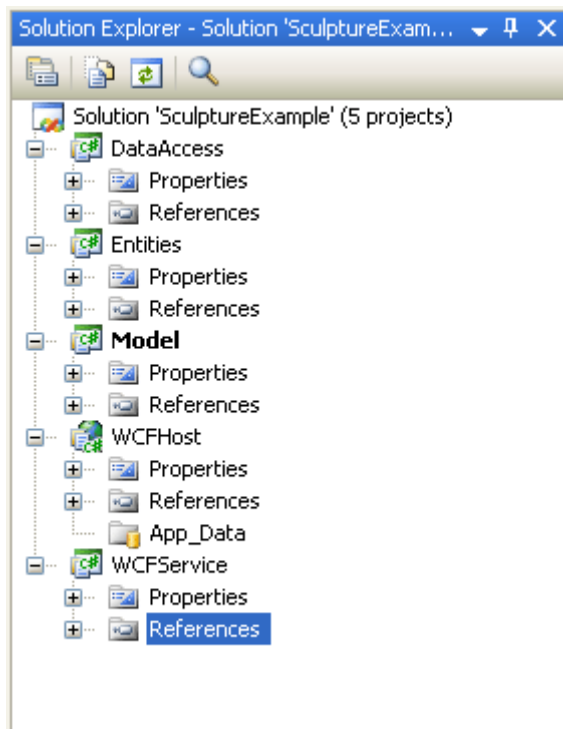 Solution Explorer - Solution 'SculptureExam...
Solution 'SculptureExample' (5 projects)
DataAccess
Properties
References
Entities
Properties
References
Model
Properties
References
WCFHost
Properties
References
App_Data
WCFService
Properties
References